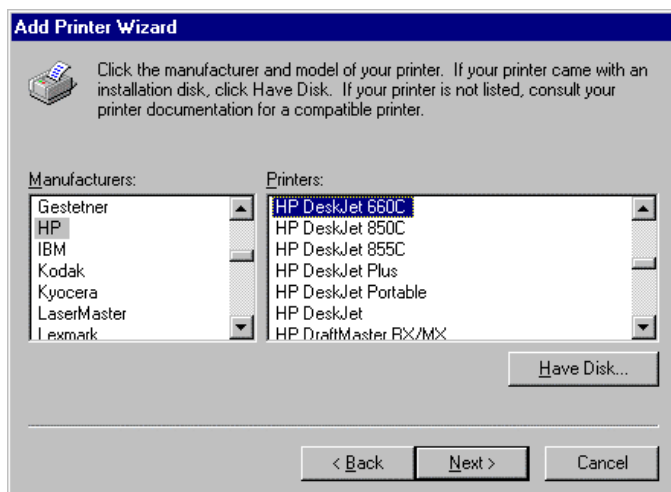 Add Printer Wizard
Click the manufacturer and model of your printer. If your printer came with an
installation disk, click Have Disk. If your printer is not listed, consult your
printer documentation for a compatible printer.
Manufacturers:
Gestetner
HP
IBM
Kodak
Kyocera
LaserMaster
Lexmark
Printers:
HP DeskJet 660C
HP DeskJet 850C
HP DeskJet 855C
HP DeskJet Plus
HP DeskJet Portable
HP DeskJet
HP DraftMaster RX/MX
Have Disk...
< Back
Next >
Cancel